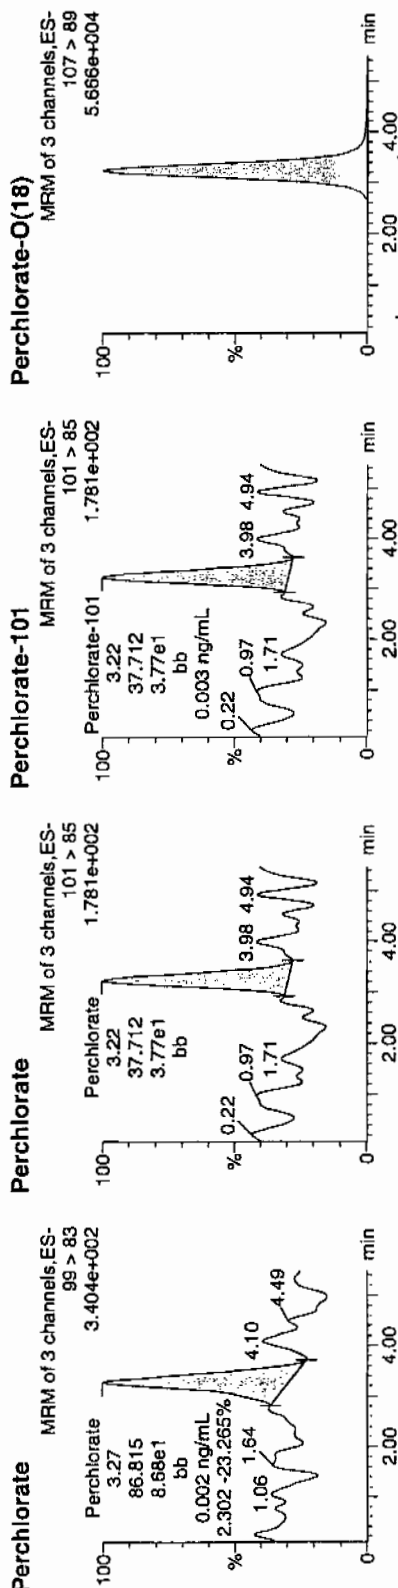 Perchlorate
MRM of 3 channels,ES-
99 > 83
3.404e+002
100
Perchlorate
3.27
86.815
8.68e1
bb
0.002 ng/mL
2.302 -23.265%
1.06
1.64
4.10
4.49
%
0
2.00
4.00
min
Perchlorate
MRM of 3 channels,ES-
101 > 85
1.781e+002
100
Perchlorate
3.22
37.712
3.77e1
bb
0.22
0.97
1.71
3.98
4.94
%
0
2.00
4.00
min
Perchlorate-101
MRM of 3 channels,ES-
101 > 85
1.781e+002
100
Perchlorate-101
3.22
37.712
3.77e1
bb
0.003 ng/mL
0.22
0.97
1.71
3.98
4.94
%
0
2.00
4.00
min
Perchlorate-O(18)
MRM of 3 channels,ES-
107 > 89
5.666e+004
100
%
0
2.00
4.00
min